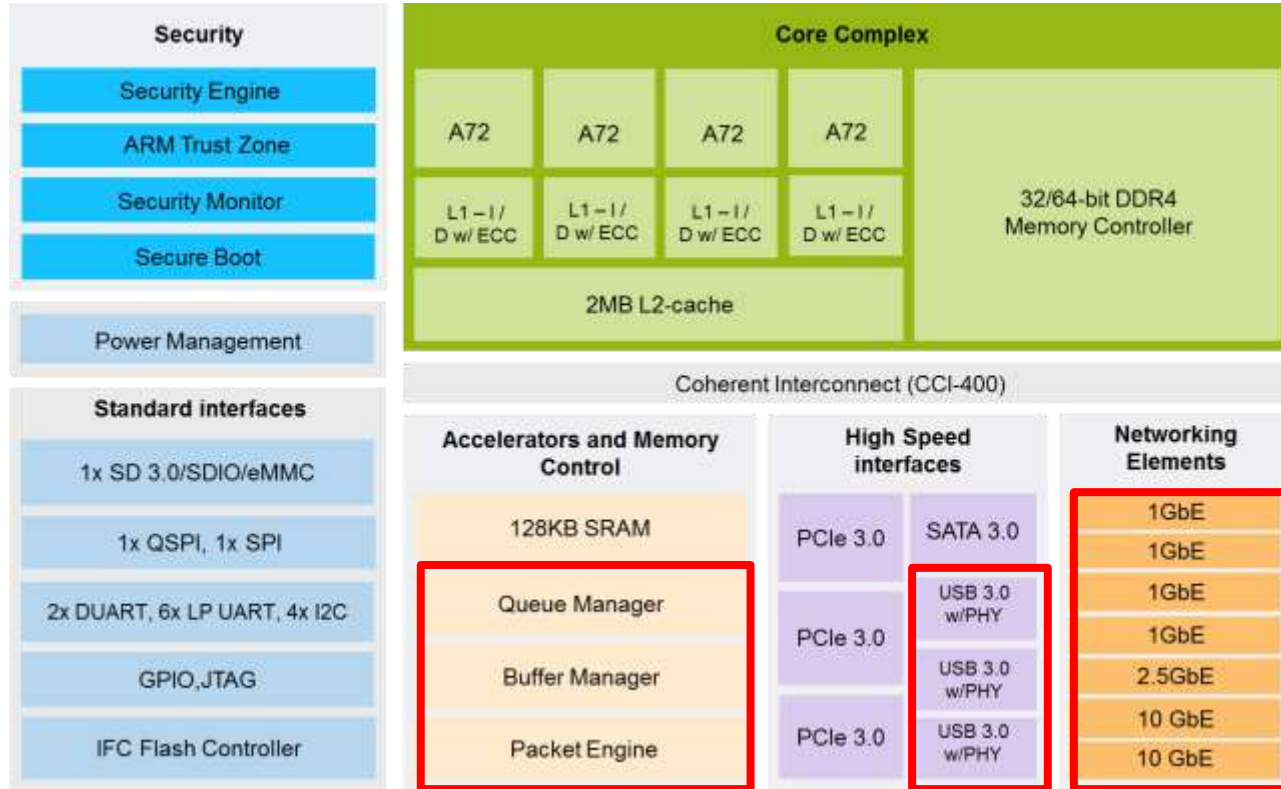 Security
Security Engine
ARM Trust Zone
Security Monitor
Secure Boot
Power Management
Standard interfaces
1x SD 3.0/SDIO/eMMC
1x QSPI, 1x SPI
2x DUART, 6x LP UART, 4x I2C
GPIO,JTAG
IFC Flash Controller
Core Complex
A72
A72
A72
A72
L1 – I /
D w/ ECC
L1 – I /
D w/ ECC
L1 – I /
D w/ ECC
L1 – I /
D w/ ECC
2MB L2-cache
32/64-bit DDR4
Memory Controller
Coherent Interconnect (CCI-400)
Accelerators and Memory
Control
128KB SRAM
Queue Manager
Buffer Manager
Packet Engine
High Speed
interfaces
PCIe 3.0
PCIe 3.0
PCIe 3.0
SATA 3.0
USB 3.0
w/PHY
USB 3.0
w/PHY
USB 3.0
w/PHY
Networking
Elements
1GbE
1GbE
1GbE
1GbE
2.5GbE
10 GbE
10 GbE